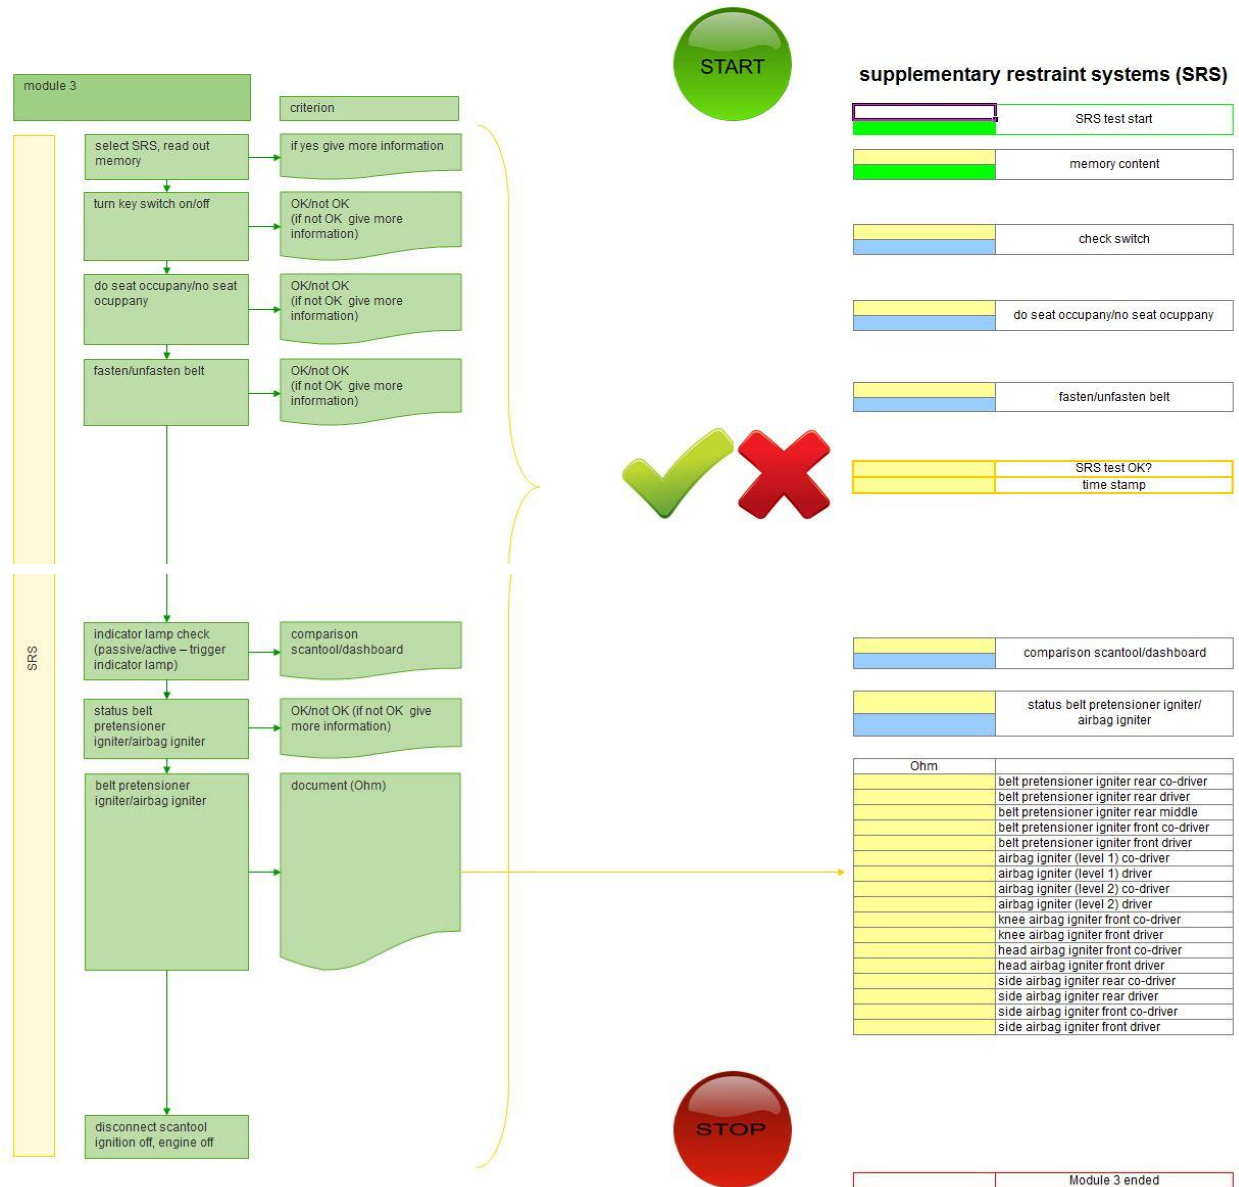 START
supplementary restraint systems (SRS)
module 3
criterion
SRS test start
select SRS, read out
memory
if yes give more information
memory content
turn key switch on/off
OK/not OK
(if not OK  give more
information)
check switch
do seat occupany/no seat
ocuppany
OK/not OK
(if not OK  give more
information)
do seat occupany/no seat ocuppany
fasten/unfasten belt
OK/not OK
(if not OK  give more
information)
fasten/unfasten belt
SRS test OK?
time stamp
SRS
indicator lamp check
(passive/active – trigger
indicator lamp)
comparison
scantool/dashboard
comparison scantool/dashboard
status belt
pretensioner
igniter/airbag igniter
OK/not OK (if not OK  give
more information)
status belt pretensioner igniter/
airbag igniter
belt pretensioner
igniter/airbag igniter
document (Ohm)
Ohm
belt pretensioner igniter rear co-driver
belt pretensioner igniter rear driver
belt pretensioner igniter rear middle
belt pretensioner igniter front co-driver
belt pretensioner igniter front driver
airbag igniter (level 1) co-driver
airbag igniter (level 1) driver
airbag igniter (level 2) co-driver
airbag igniter (level 2) driver
knee airbag igniter front co-driver
knee airbag igniter front driver
head airbag igniter front co-driver
head airbag igniter front driver
side airbag igniter rear co-driver
side airbag igniter rear driver
side airbag igniter front co-driver
side airbag igniter front driver
disconnect scantool
ignition off, engine off
STOP
Module 3 ended